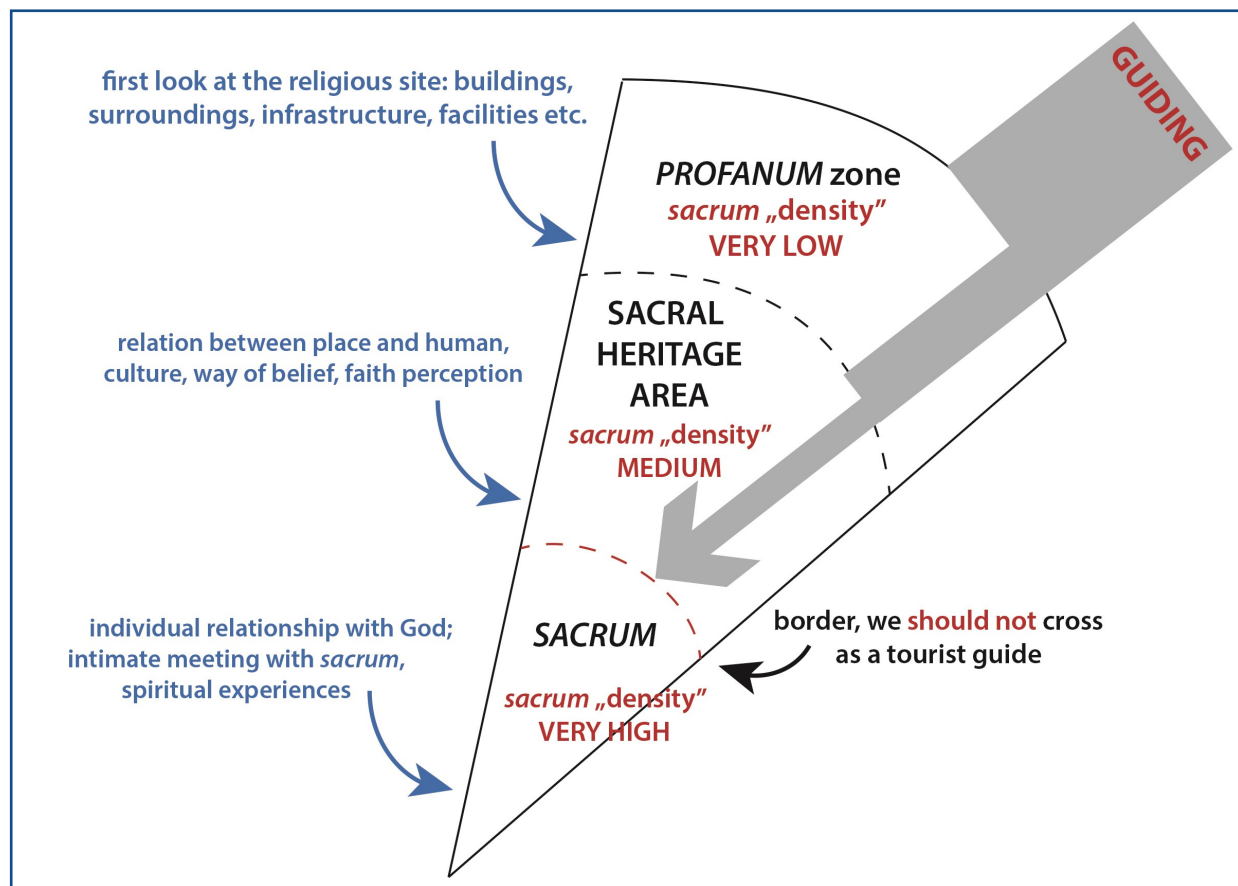 first look at the religious site: buildings,
surroundings, infrastructure, facilities etc.
GUIDING
PROFANUM zone
sacrum „density”
VERY LOW
SACRAL
HERITAGE
AREA
sacrum „density”
MEDIUM
relation between place and human,
culture, way of belief, faith perception
individual relationship with God;
intimate meeting with sacrum,
spiritual experiences
SACRUM
sacrum „density”
VERY HIGH
border, we should not cross
as a tourist guide